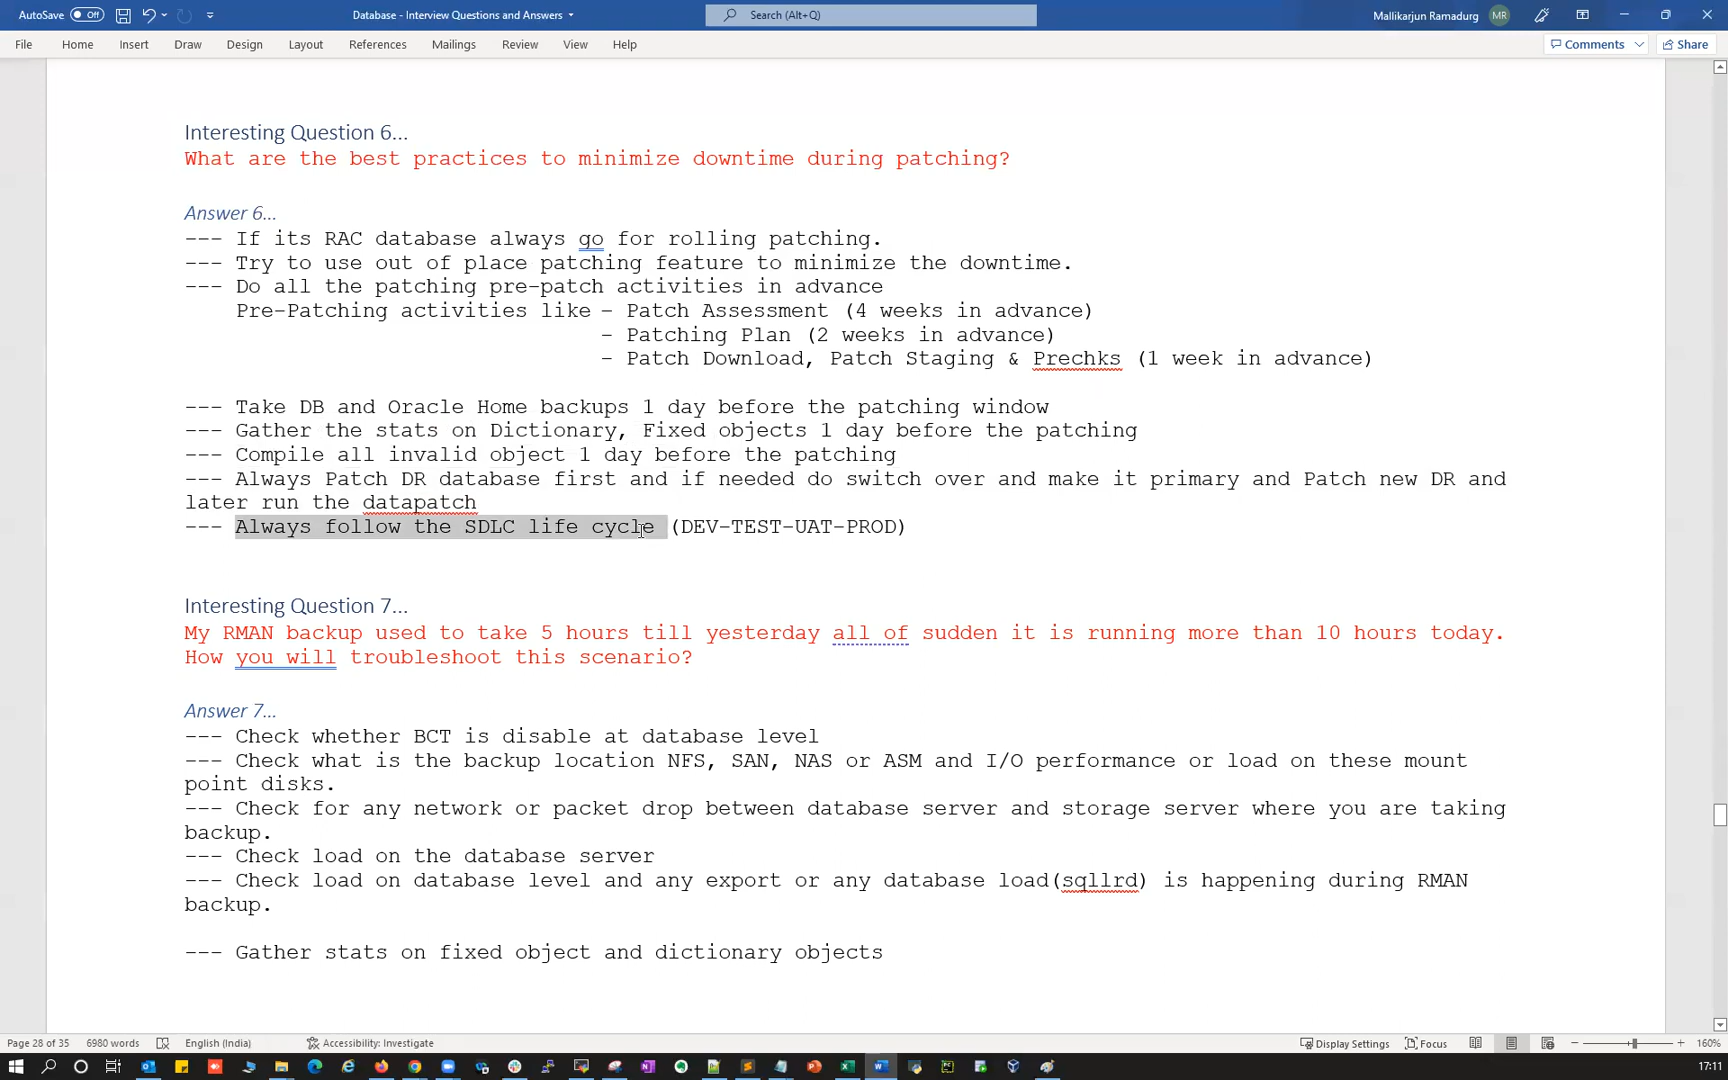 AutoSave Off Database - Interview Questions and Answers Search (Alt+Q) Mallikarjun Ramadurg MR
File Home Insert Draw Design Layout References Mailings Review View Help Comments Share
Interesting Question 6...
What are the best practices to minimize downtime during patching?
Answer 6...
--- If its RAC database always go for rolling patching.
--- Try to use out of place patching feature to minimize the downtime.
--- Do all the patching pre-patch activities in advance
Pre-Patching activities like - Patch Assessment (4 weeks in advance)
- Patching Plan (2 weeks in advance)
- Patch Download, Patch Staging & Prechks (1 week in advance)
--- Take DB and Oracle Home backups 1 day before the patching window
--- Gather the stats on Dictionary, Fixed objects 1 day before the patching
--- Compile all invalid object 1 day before the patching
--- Always Patch DR database first and if needed do switch over and make it primary and Patch new DR and
later run the datapatch
--- Always follow the SDLC life cycle (DEV-TEST-UAT-PROD)
Interesting Question 7...
My RMAN backup used to take 5 hours till yesterday all of sudden it is running more than 10 hours today.
How you will troubleshoot this scenario?
Answer 7...
--- Check whether BCT is disable at database level
--- Check what is the backup location NFS, SAN, NAS or ASM and I/O performance or load on these mount
point disks.
--- Check for any network or packet drop between database server and storage server where you are taking
backup.
--- Check load on the database server
--- Check load on database level and any export or any database load(sqllrd) is happening during RMAN
backup.
--- Gather stats on fixed object and dictionary objects
Page 28 of 35 6980 words English (India) Accessibility: Investigate Display Settings Focus 160%
17:11